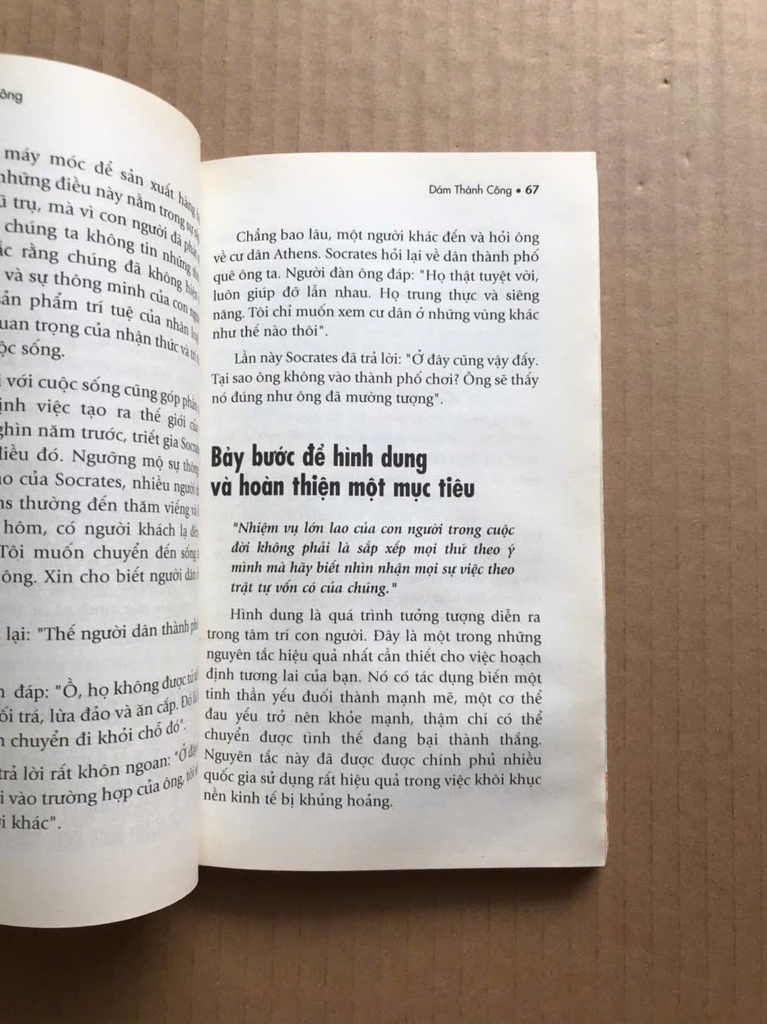 ông
máy móc để sản xuất hàng
những điều này nằm trong sự
trụ, mà vì con người đã phát
chúng ta không tin những
rằng chúng đã không hiện
và sự thông minh của con
sản phẩm trí tuệ của nhân
quan trọng của nhận thức và
sống.
với cuộc sống cũng góp phần
việc tạo ra thế giới của
nghìn năm trước, triết gia
điều đó. Ngưỡng mộ sự
của Socrates, nhiều người
thường đến thăm viếng và
hôm, có người khách lạ đến
Tôi muốn chuyển đến sống
ông. Xin cho biết người dân
lại: "Thế người dân thành phố
đáp: "Ồ, họ không được tử
trá, lừa đảo và ăn cắp. Đó
chuyển đi khỏi chỗ đó".
trả lời rất khôn ngoan: "Ở
vào trường hợp của ông, tôi
khác".
Dám Thành Công • 67
Chẳng bao lâu, một người khác đến và hỏi ông
về cư dân Athens. Socrates hỏi lại về dân thành phố
quê ông ta. Người đàn ông đáp: "Họ thật tuyệt vời,
luôn giúp đỡ lẫn nhau. Họ trung thực và siêng
năng. Tôi chỉ muốn xem cư dân ở những vùng khác
như thế nào thôi".
Lần này Socrates đã trả lời: "Ở đây cũng vậy đấy.
Tại sao ông không vào thành phố chơi? Ông sẽ thấy
nó đúng như ông đã mường tượng".
Bảy bước để hình dung
và hoàn thiện một mục tiêu
"Nhiệm vụ lớn lao của con người trong cuộc
đời không phải là sắp xếp mọi thứ theo ý
mình mà hãy biết nhìn nhận mọi sự việc theo
trật tự vốn có của chúng."
Hình dung là quá trình tưởng tượng diễn ra
trong tâm trí con người. Đây là một trong những
nguyên tắc hiệu quả nhất cần thiết cho việc hoạch
định tương lai của bạn. Nó có tác dụng biến một
tinh thần yếu đuối thành mạnh mẽ, một cơ thể
đau yếu trở nên khỏe mạnh, thậm chí có thể
chuyển được tình thế đang bại thành thắng.
Nguyên tắc này đã được được chính phủ nhiều
quốc gia sử dụng rất hiệu quả trong việc khôi khục
nền kinh tế bị khủng hoảng.